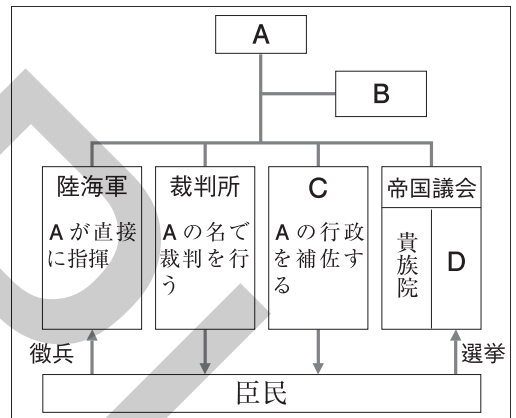 A
B
陸海軍
Aが直接
に指揮
裁判所
Aの名で
裁判を行
う
C
Aの行政
を補佐す
る
帝国議会
貴族院
D
徴兵
選挙
臣民